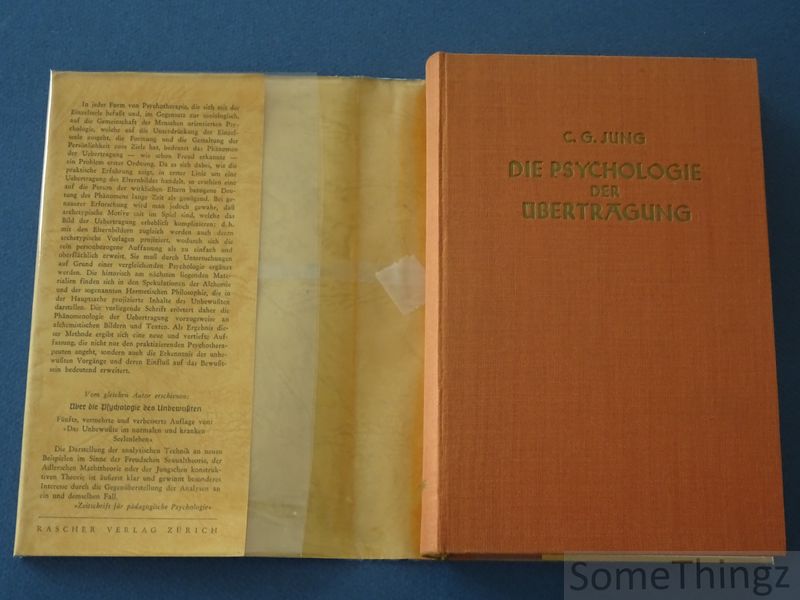 In jeder Form von Psychotherapie, die sich mit der
Einzelseele befaßt und, im Gegensatz zur soziologisch,
auf die Gemeinschaft der Menschen orientierten Psy-
chologie, welche auf die Unterdrückung der Einzel-
seele ausgeht, die Formung und die Gestaltung der
Persönlichkeit zum Ziele hat, bedeutet das Phänomen
der Uebertragung — wie schon Freud erkannte —
ein Problem erster Ordnung. Da es sich dabei, wie die
praktische Erfahrung zeigt, in erster Linie um eine
Uebertragung des Elternbildes handelt, so erschien eine
auf die Person der wirklichen Eltern bezogene Deu-
tung des Phänomens lange Zeit als genügend. Bei ge-
nauerer Erforschung wird man jedoch gewahr, daß
archetypische Motive mit im Spiel sind, welche das
Bild der Uebertragung erheblich komplizieren; d. h.
mit den Elternbildern zugleich werden auch deren
archetypische Vorlagen projiziert, wodurch sich die
rein personbezogene Auffassung als zu einfach und
oberflächlich erweist. Sie muß durch Untersuchungen
auf Grund einer vergleichenden Psychologie ergänzt
werden. Die historisch am nächsten liegenden Mate-
rialien finden sich in den Spekulationen der Alchemie
und der sogenannten Hermetischen Philosophie, die in
der Hauptsache projizierte Inhalte des Unbewußten
darstellen. Die vorliegende Schrift erörtert daher die
Phänomenologie der Uebertragung vorzugsweise an
alchemistischen Bildern und Texten. Als Ergebnis die-
ser Methode ergibt sich eine neue und vertiefte Auf-
fassung, die nicht nur den praktizierenden Psychothera-
peuten angeht, sondern auch die Erkenntnis der unbe-
wußten Vorgänge und deren Einfluß auf das Bewußt-
sein bedeutend erweitert.
Vom gleichen Autor erschienen:
Über die Psychologie des Unbewußten
Fünfte, vermehrte und verbesserte Auflage von:
»Das Unbewußte im normalen und kranken
Seelenleben«
Die Darstellung der analytischen Technik an neuen
Beispielen im Sinne der Freudschen Sexualtheorie, der
Adlerschen Machttheorie oder der Jungschen konstruk-
tiven Theorie ist äußerst klar und gewinnt besonderes
Interesse durch die Gegenüberstellung der Analysen an
ein und demselben Fall.
»Zeitschrift für pädagogische Psychologie«
RASCHER VERLAG ZÜRICH
C. G. JUNG
DIE PSYCHOLOGIE
DER
ÜBERTRAGUNG
SomeThingz